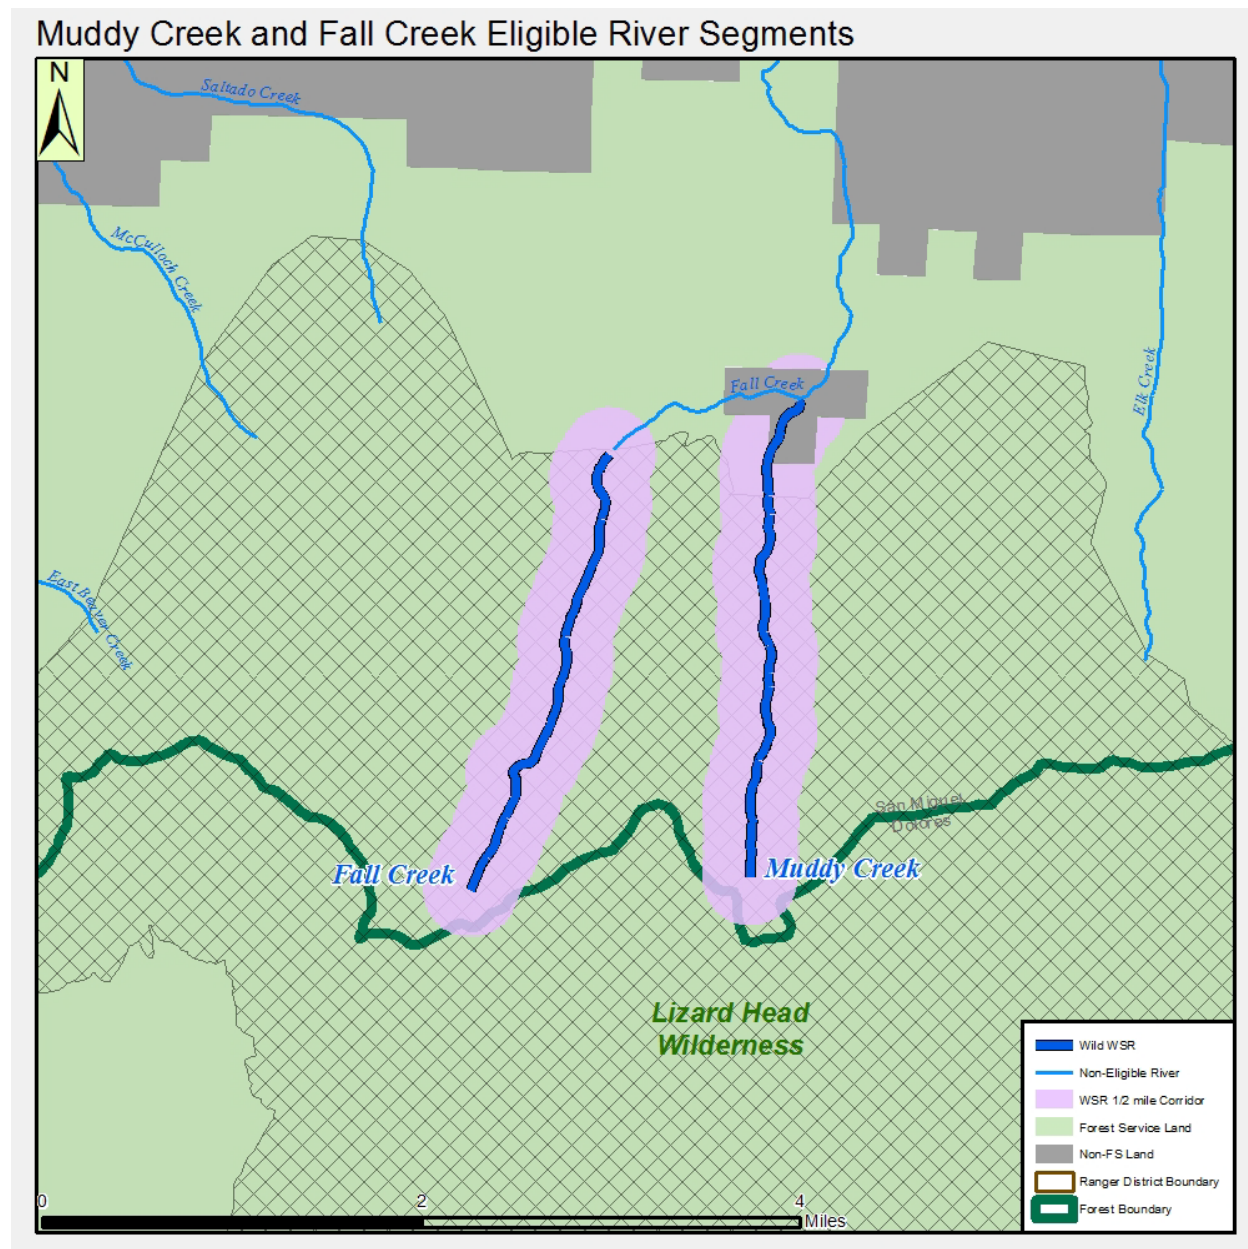 Muddy Creek and Fall Creek Eligible River Segments
N
Saltado Creek
McCulloch Creek
Elk Creek
Fall Creek
East Beaver Creek
San Miguel
Dolores
Fall Creek
Muddy Creek
Lizard Head
Wilderness
Wild WSR
Non-Eligible River
WSR 1/2 mile Corridor
Forest Service Land
Non-FS Land
Ranger District Boundary
Forest Boundary
0 2 4
Miles